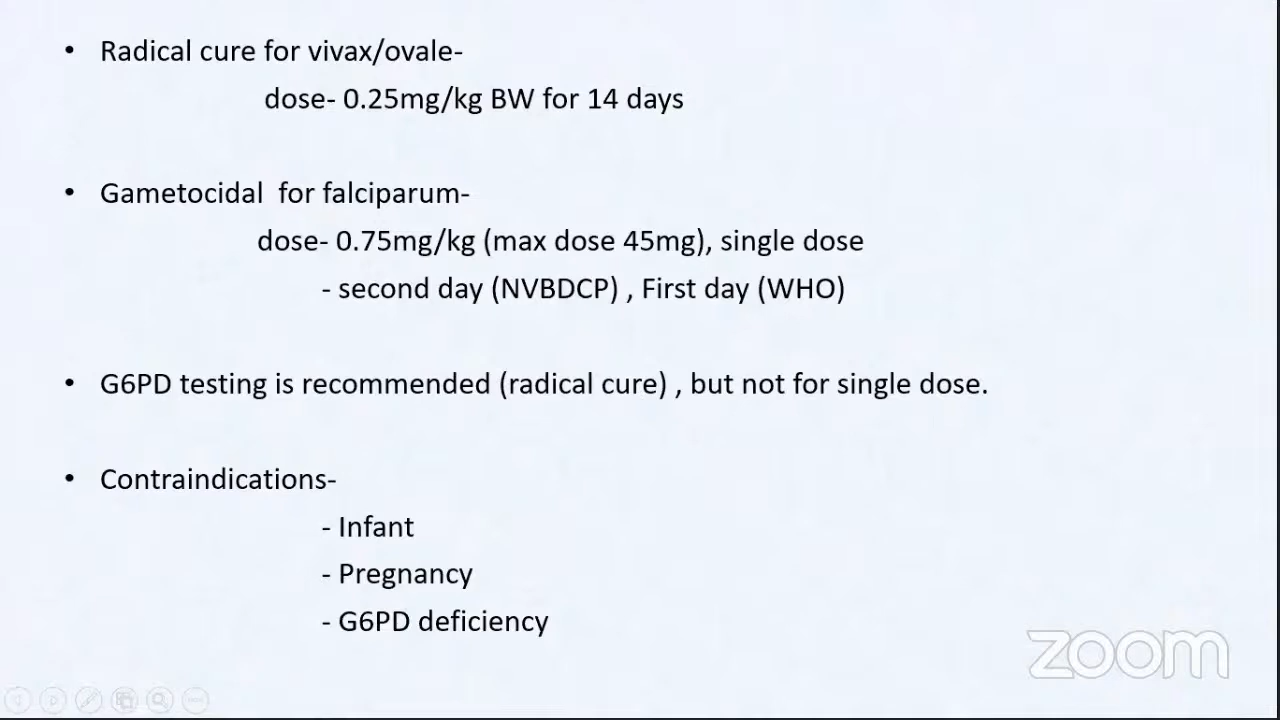 • Radical cure for vivax/ovale-
dose- 0.25mg/kg BW for 14 days
• Gametocidal  for falciparum-
dose- 0.75mg/kg (max dose 45mg), single dose
- second day (NVBDCP) , First day (WHO)
• G6PD testing is recommended (radical cure) , but not for single dose.
• Contraindications-
- Infant
- Pregnancy
- G6PD deficiency
zoom